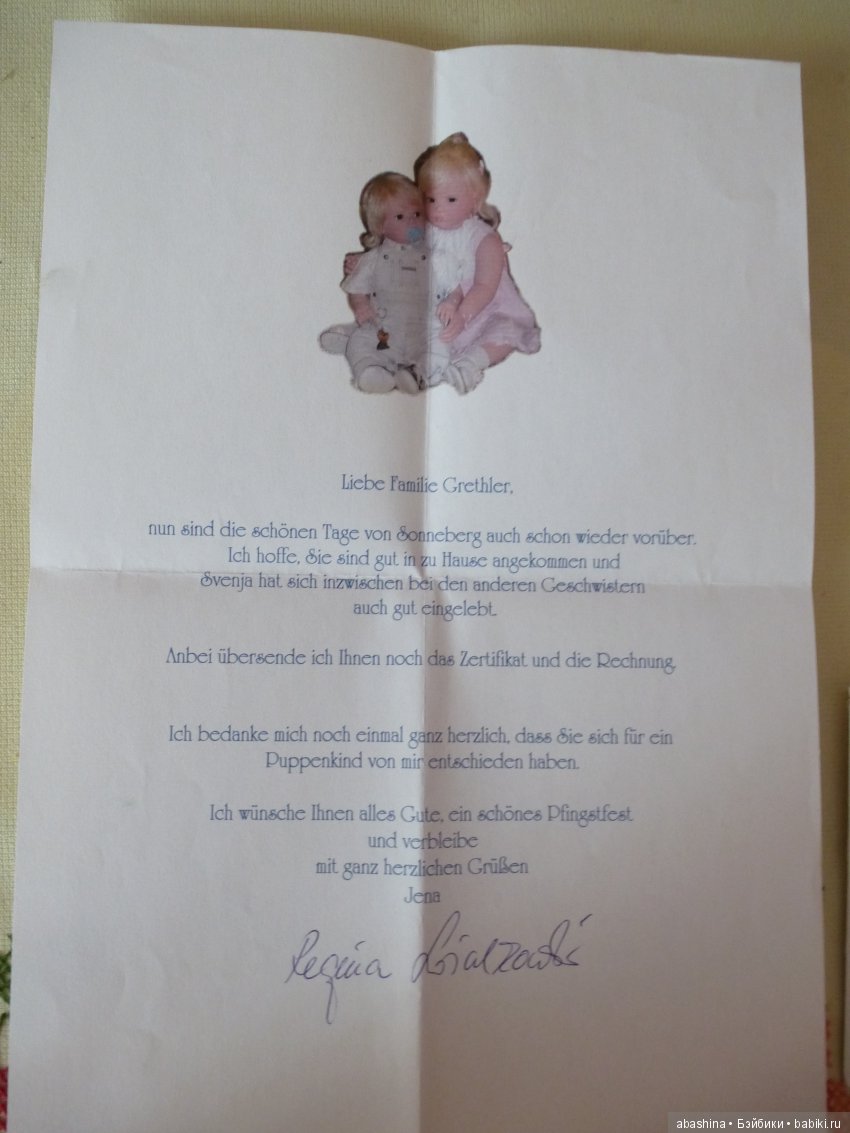 Liebe Familie Grethler,
nun sind die schönen Tage von Sonneberg auch schon wieder vorüber.
Ich hoffe, Sie sind gut in zu Hause angekommen und
Svenja hat sich inzwischen bei den anderen Geschwistern
auch gut eingelebt.
Anbei übersende ich Ihnen noch das Zertifikat und die Rechnung.
Ich bedanke mich noch einmal ganz herzlich, dass Sie sich für ein
Puppenkind von mir entschieden haben.
Ich wünsche Ihnen alles Gute, ein schönes Pfingstfest
und verbleibe
mit ganz herzlichen Grüßen
Jena
Regina
abashina • Бэйбики • babiki.ru